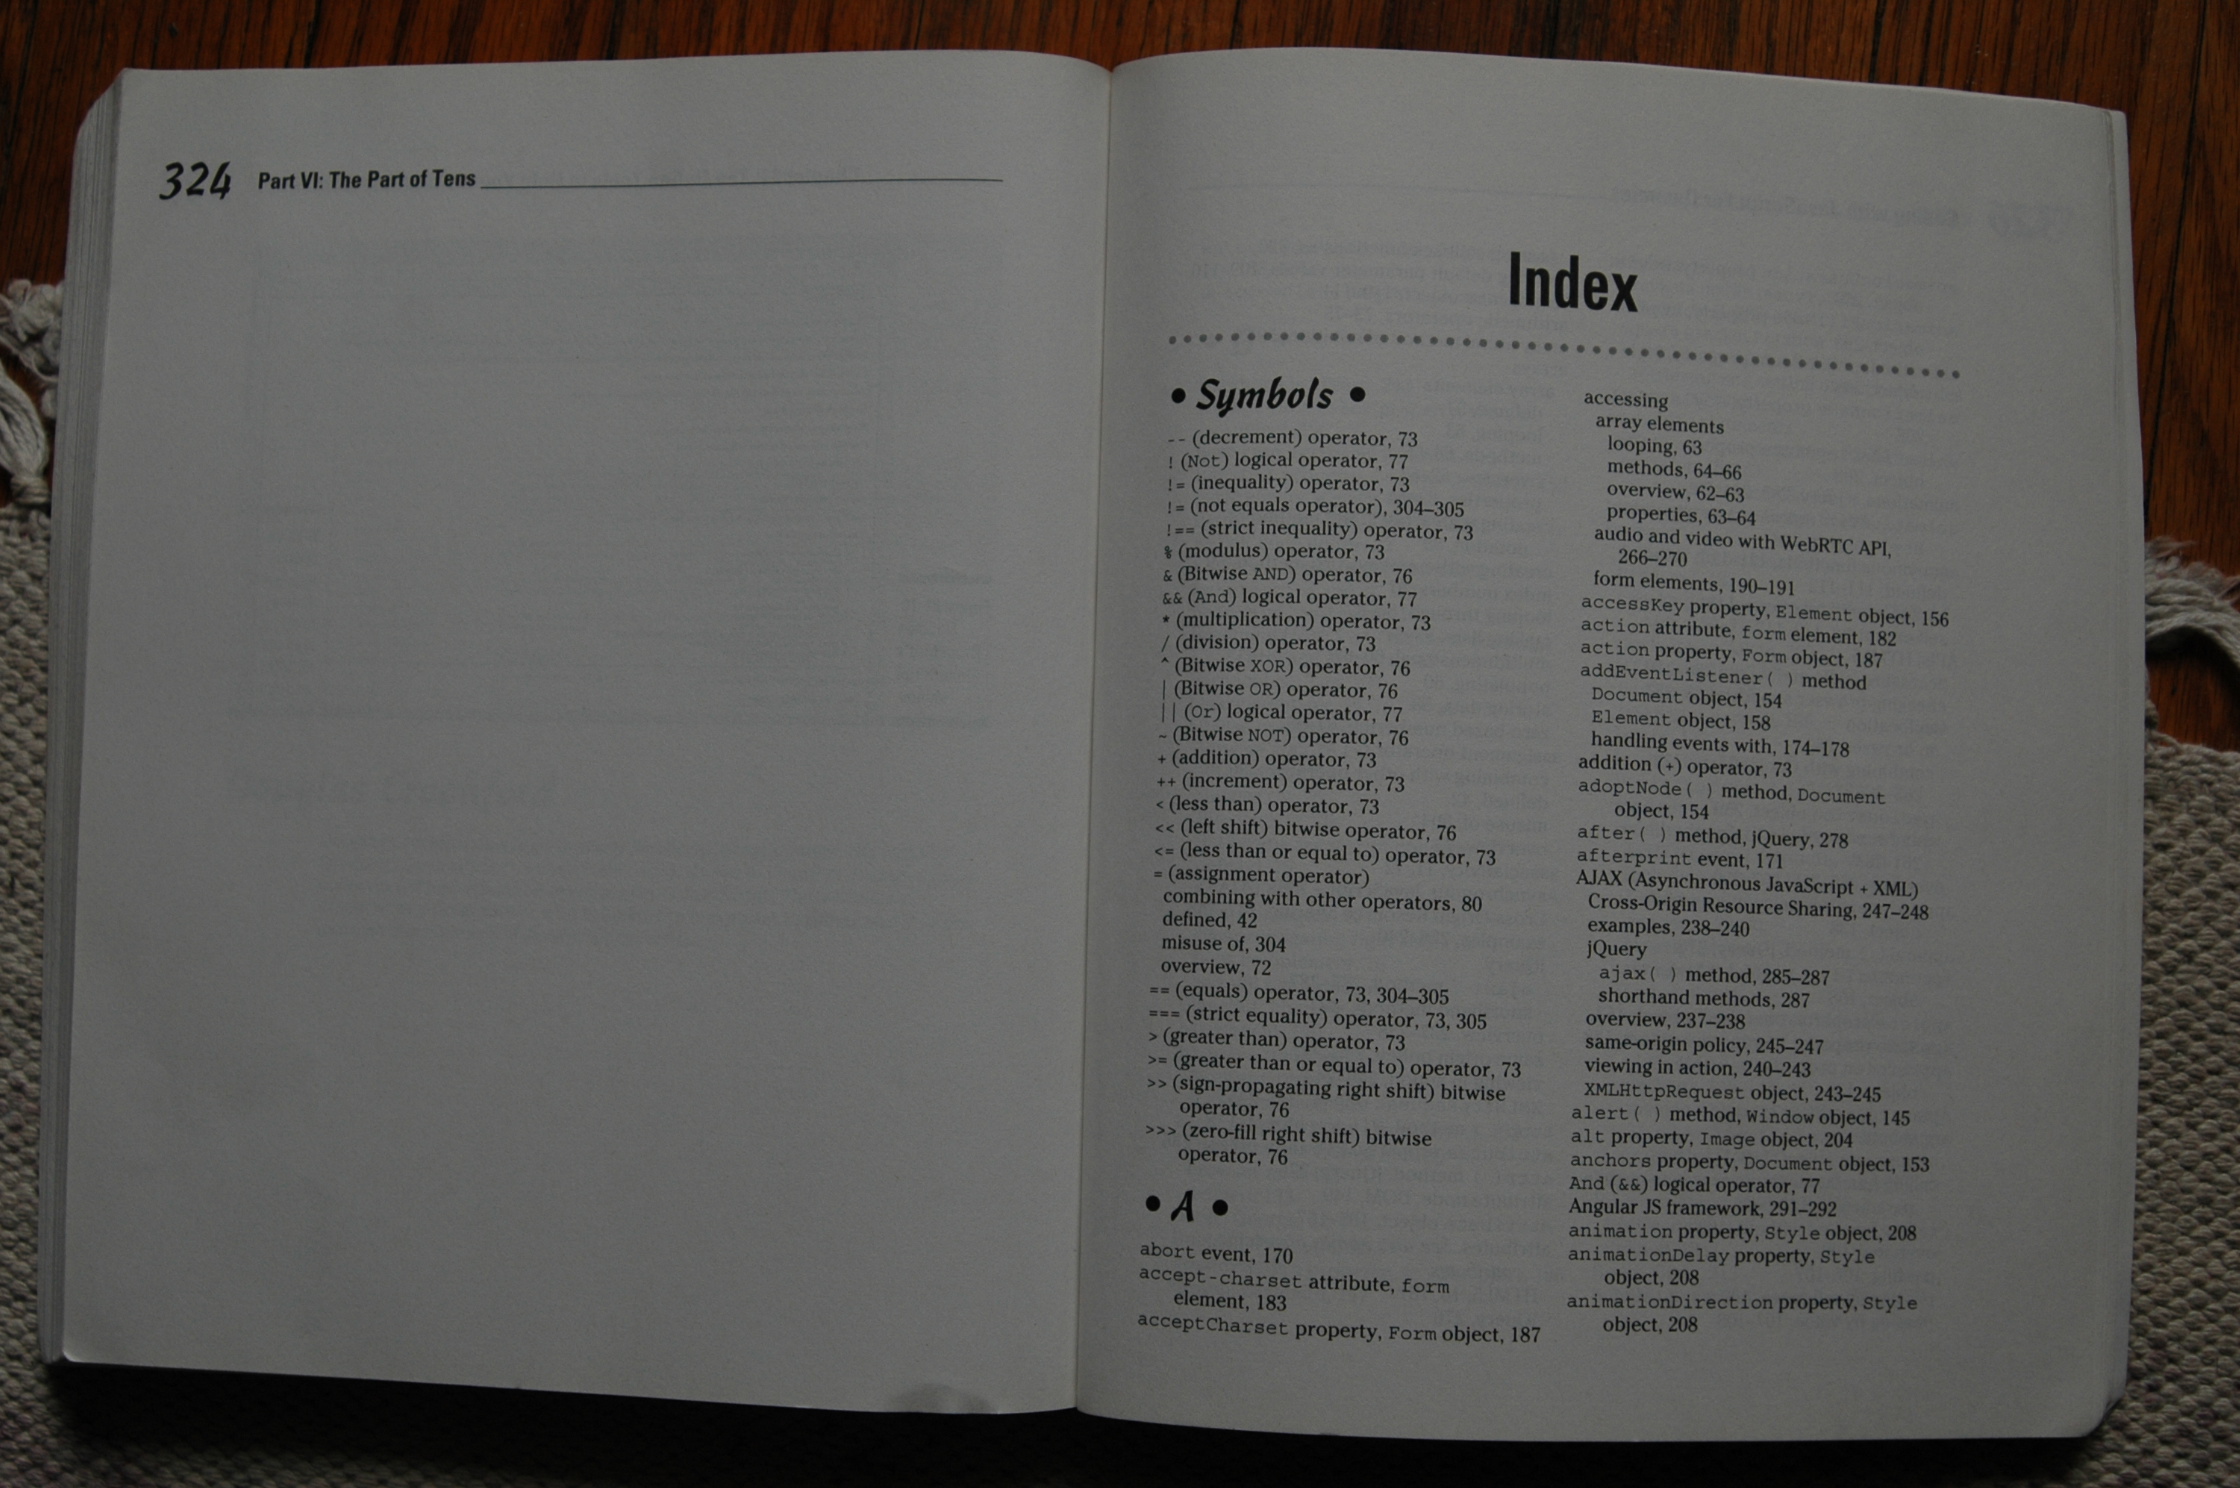 324 Part VI: The Part of Tens
Index
• Symbols •
-- (decrement) operator, 73
! (Not) logical operator, 77
!= (inequality) operator, 73
!= (not equals operator), 304–305
!== (strict inequality) operator, 73
% (modulus) operator, 73
& (Bitwise AND) operator, 76
&& (And) logical operator, 77
* (multiplication) operator, 73
/ (division) operator, 73
^ (Bitwise XOR) operator, 76
| (Bitwise OR) operator, 76
|| (Or) logical operator, 77
~ (Bitwise NOT) operator, 76
+ (addition) operator, 73
++ (increment) operator, 73
< (less than) operator, 73
<< (left shift) bitwise operator, 76
<= (less than or equal to) operator, 73
= (assignment operator)
combining with other operators, 80
defined, 42
misuse of, 304
overview, 72
== (equals) operator, 73, 304–305
=== (strict equality) operator, 73, 305
> (greater than) operator, 73
>= (greater than or equal to) operator, 73
>> (sign-propagating right shift) bitwise
operator, 76
>>> (zero-fill right shift) bitwise
operator, 76
• A •
abort event, 170
accept-charset attribute, form
element, 183
acceptCharset property, Form object, 187
accessing
array elements
looping, 63
methods, 64–66
overview, 62–63
properties, 63–64
audio and video with WebRTC API,
266–270
form elements, 190–191
accessKey property, Element object, 156
action attribute, form element, 182
action property, Form object, 187
addEventListener() method
Document object, 154
Element object, 158
handling events with, 174–178
addition (+) operator, 73
adoptNode() method, Document
object, 154
after() method, jQuery, 278
afterprint event, 171
AJAX (Asynchronous JavaScript + XML)
Cross-Origin Resource Sharing, 247–248
examples, 238–240
jQuery
ajax() method, 285–287
shorthand methods, 287
overview, 237–238
same-origin policy, 245–247
viewing in action, 240–243
XMLHttpRequest object, 243–245
alert() method, Window object, 145
alt property, Image object, 204
anchors property, Document object, 153
And (&&) logical operator, 77
Angular JS framework, 291–292
animation property, Style object, 208
animationDelay property, Style
object, 208
animationDirection property, Style
object, 208